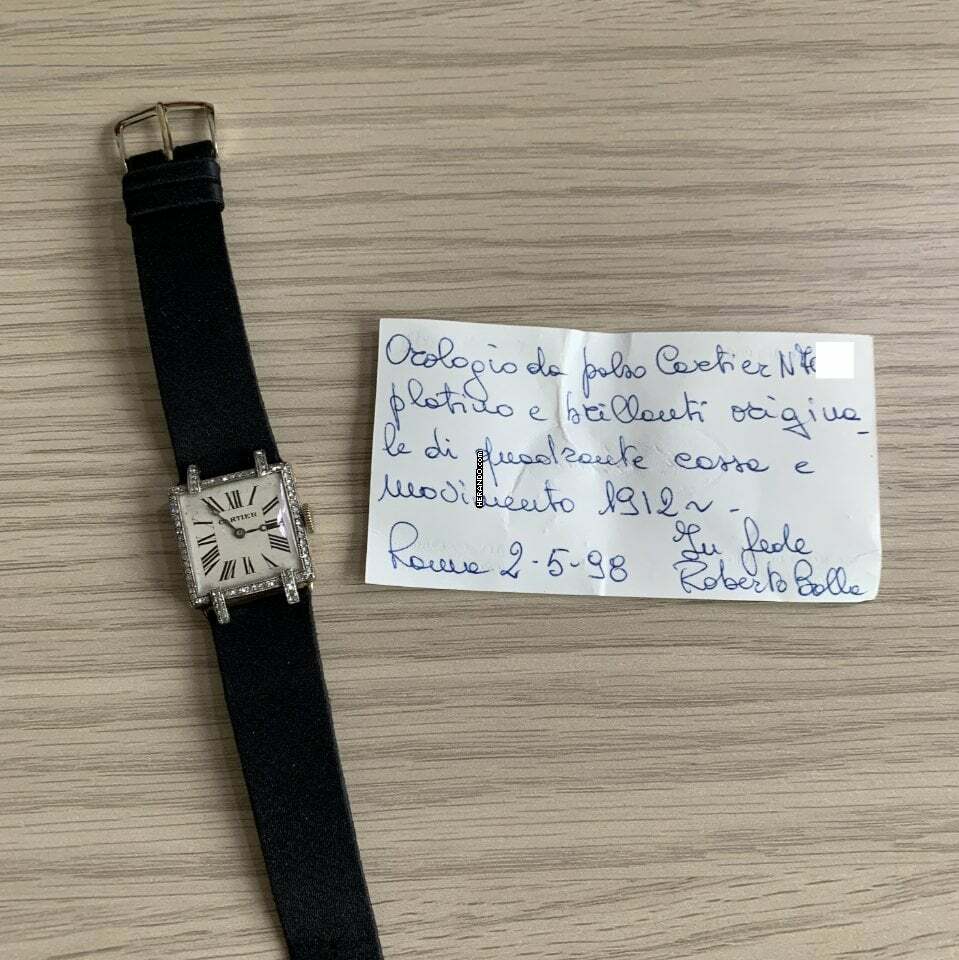 CARTIER
Orologio da polso Cartier N
platino e brillanti origina_
le di quadrante cassa e
movimento 1912 ~ -
Roma 2-5-98
In fede
Roberto Bolla
HERANDO.com